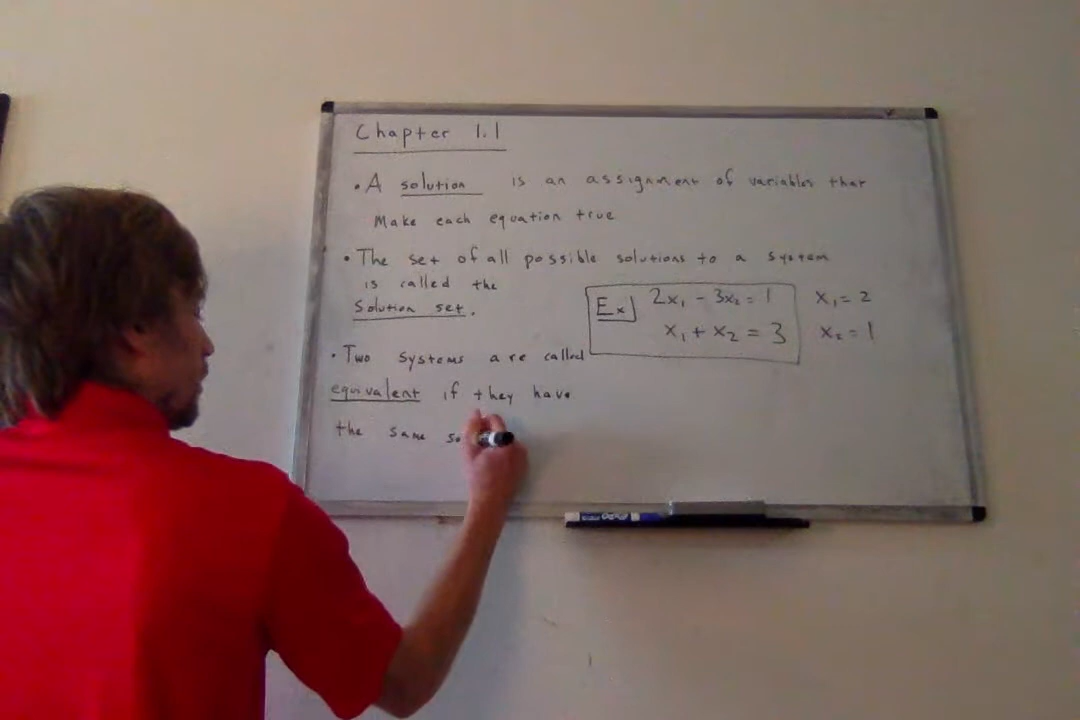 Chapter 1.1
• A solution is an assignment of variables that
Make each equation true
• The set of all possible solutions to a system
is called the
Solution set.
Ex 2x₁ - 3x₂ = 1 x₁ = 2
x₁ + x₂ = 3 x₂ = 1
• Two systems are called
equivalent if they have
the same so